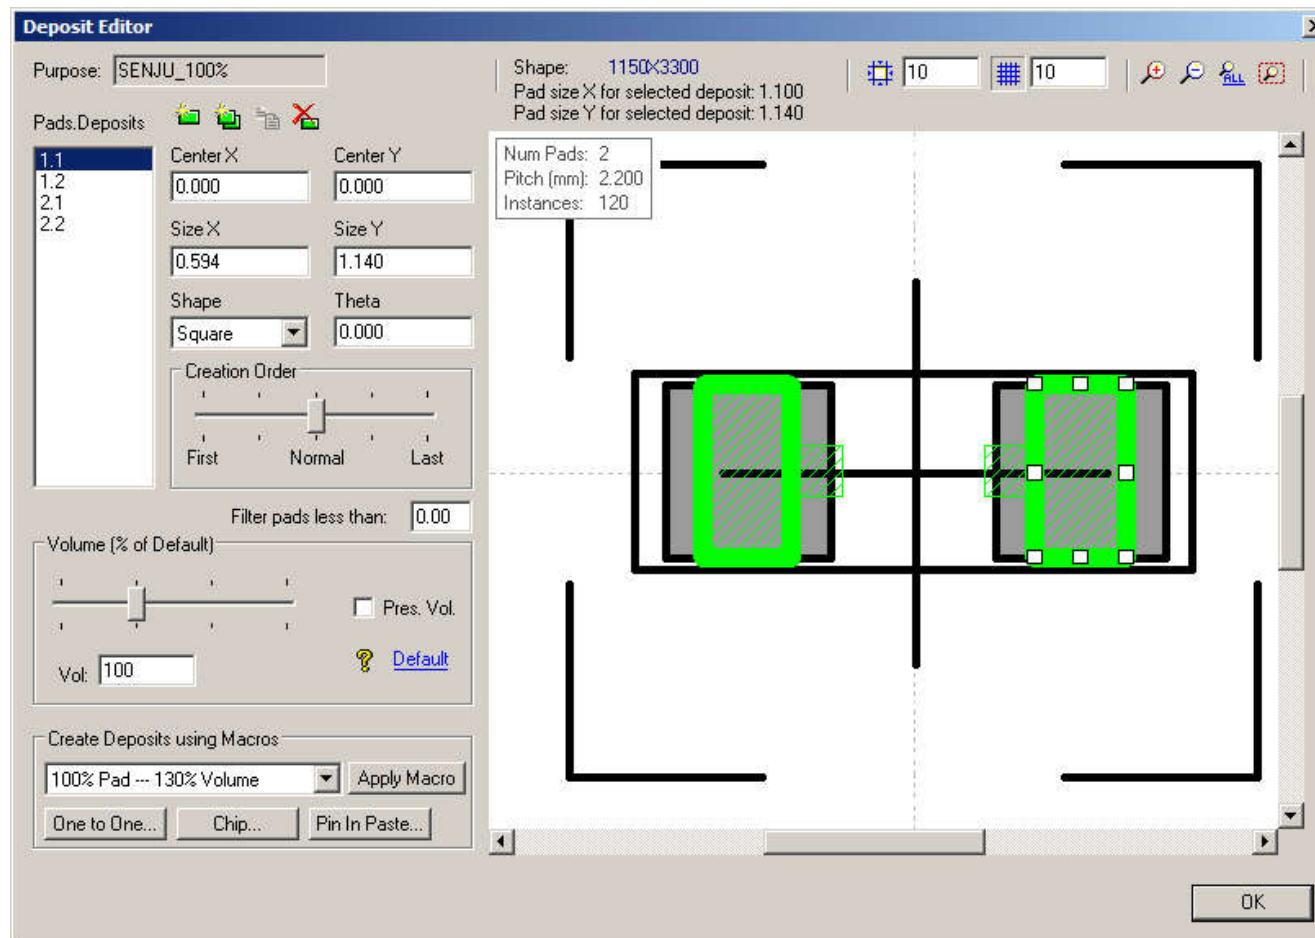 Deposit Editor
Purpose: SENJU_100%
Shape: 1150X3300
Pad size X for selected deposit: 1.100
Pad size Y for selected deposit: 1.140
10
10
ALL
Pads.Deposits
1.1
1.2
2.1
2.2
Center X Center Y
0.000 0.000
Size X Size Y
0.594 1.140
Shape Theta
Square 0.000
Creation Order
First Normal Last
Filter pads less than: 0.00
Volume (% of Default)
Pres. Vol.
Vol: 100
? Default
Create Deposits using Macros
100% Pad --- 130% Volume Apply Macro
One to One... Chip... Pin In Paste...
Num Pads: 2
Pitch (mm): 2.200
Instances: 120
OK